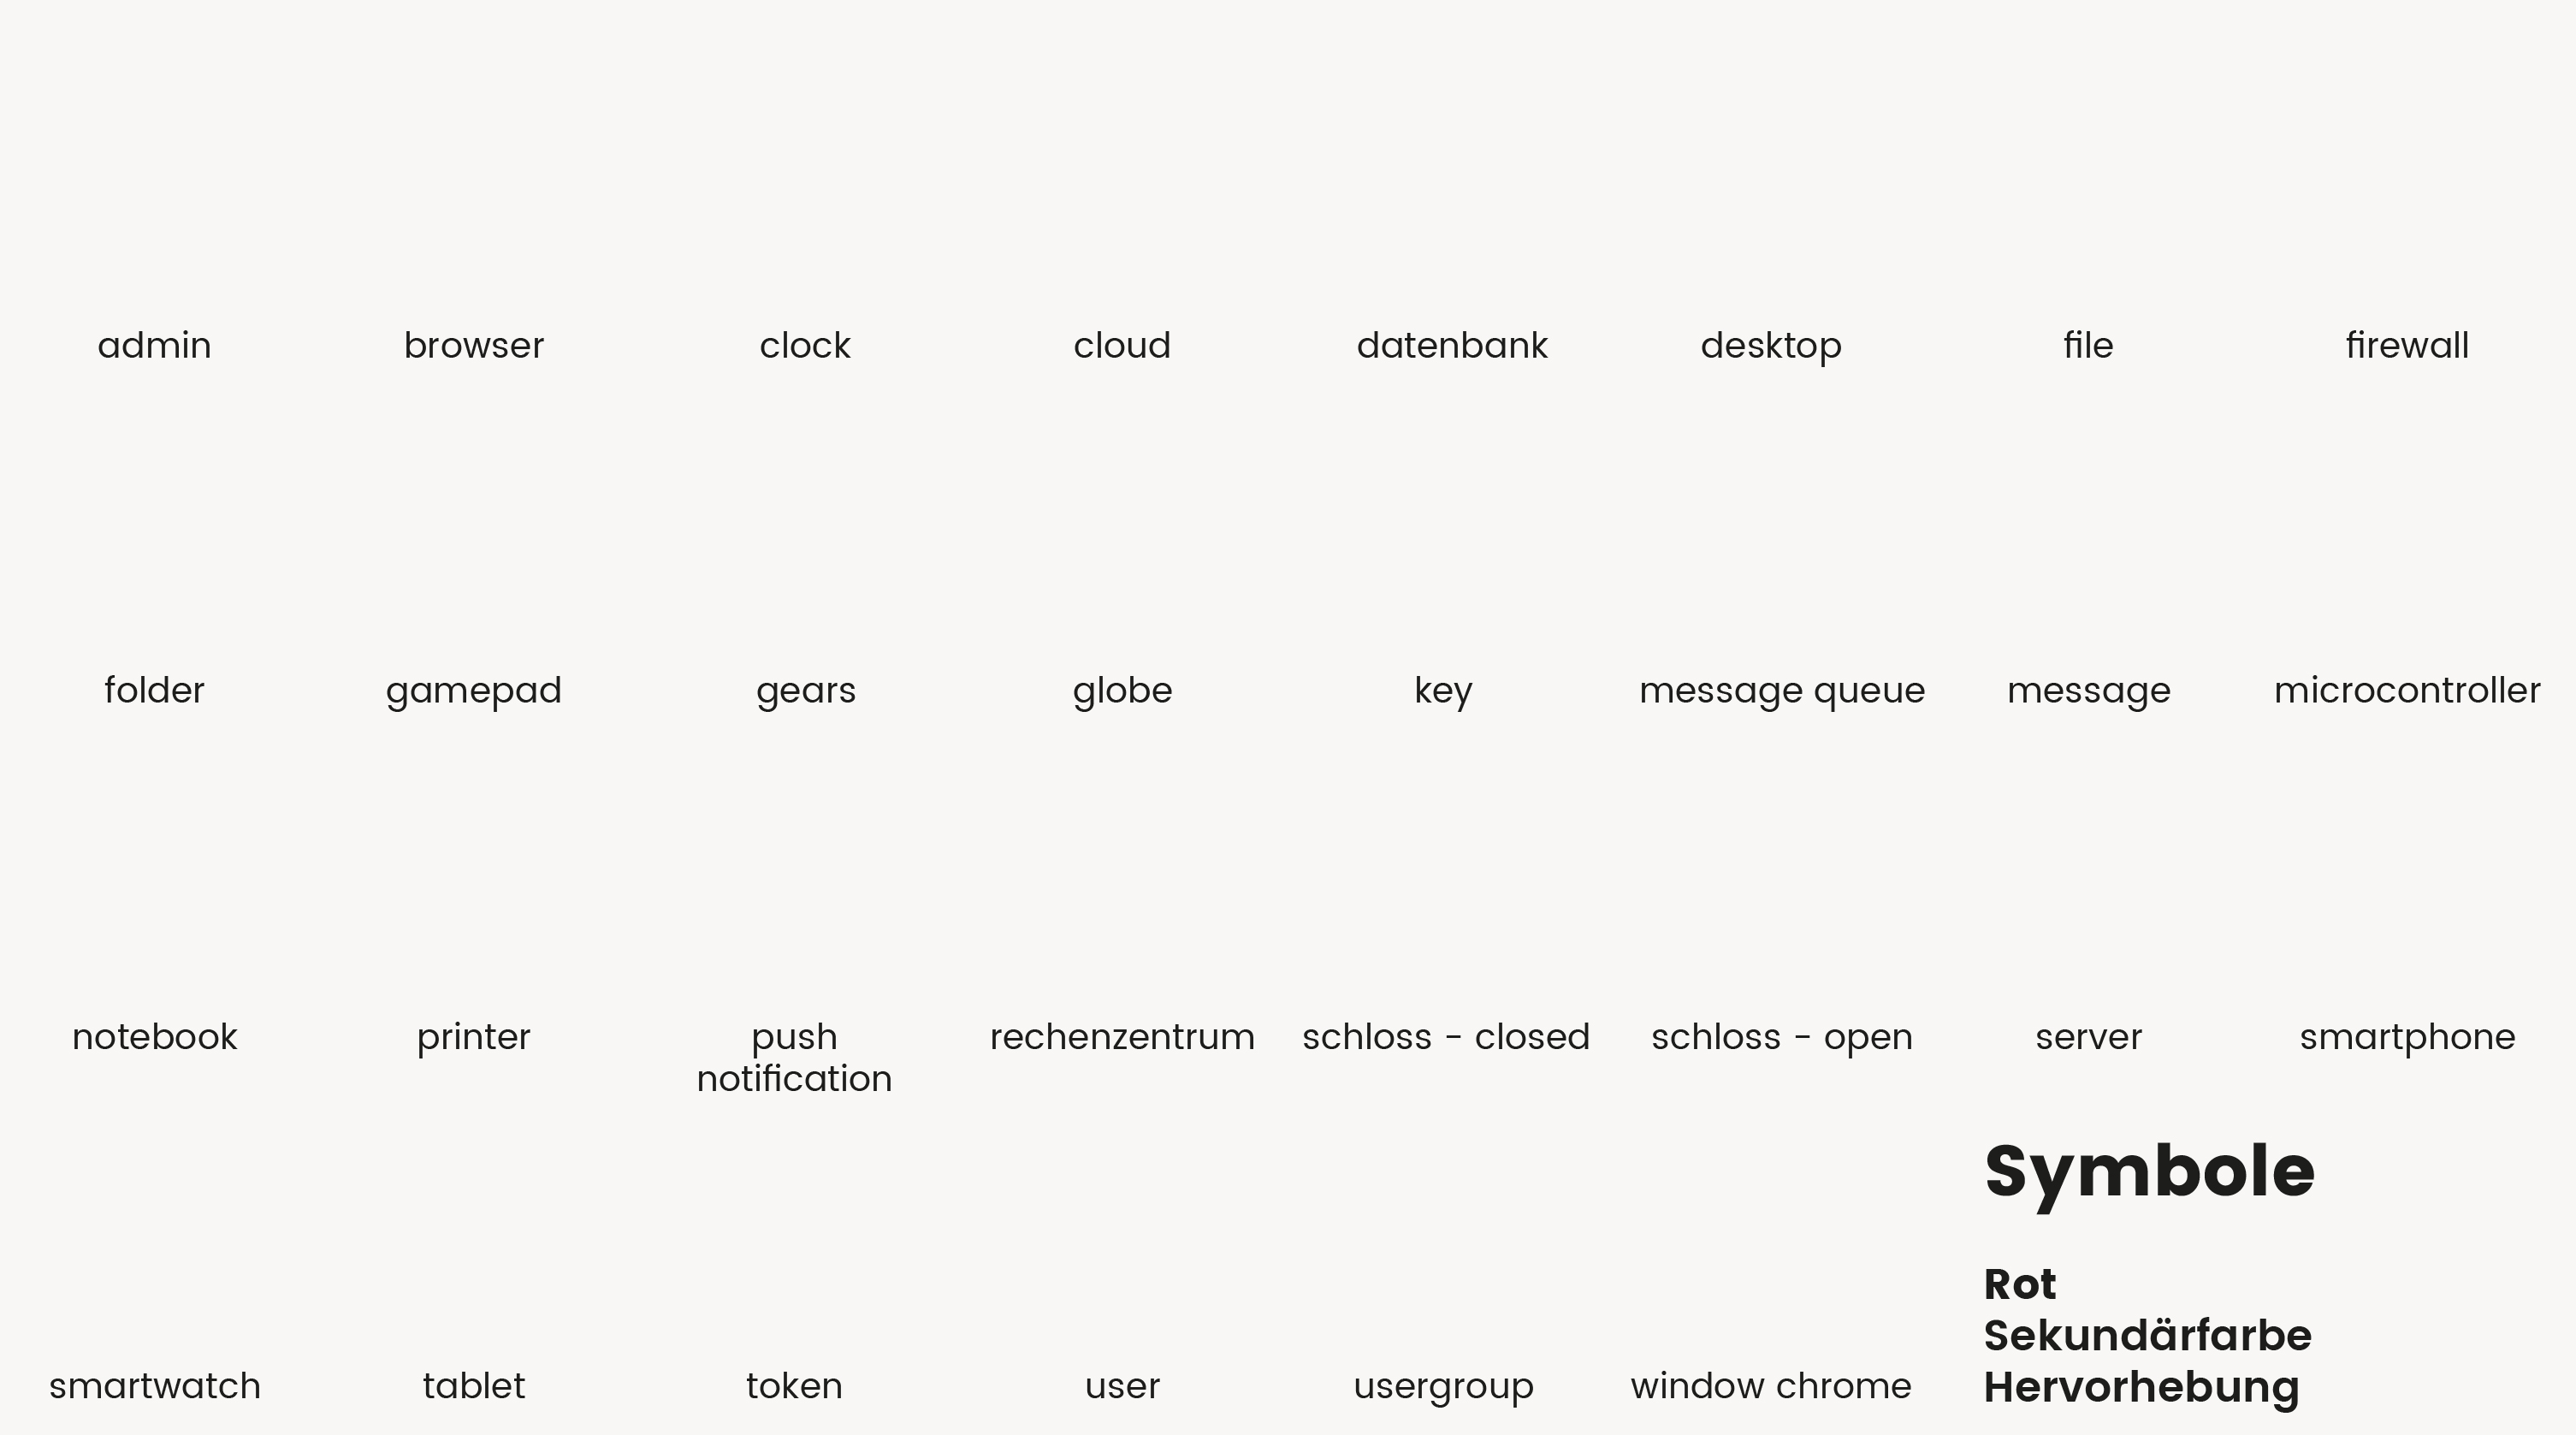 admin browser clock cloud datenbank desktop file firewall
folder gamepad gears globe key message queue message microcontroller
notebook printer push notification rechenzentrum schloss - closed schloss - open server smartphone
Symbole
Rot
Sekundärfarbe
Hervorhebung
smartwatch tablet token user usergroup window chrome